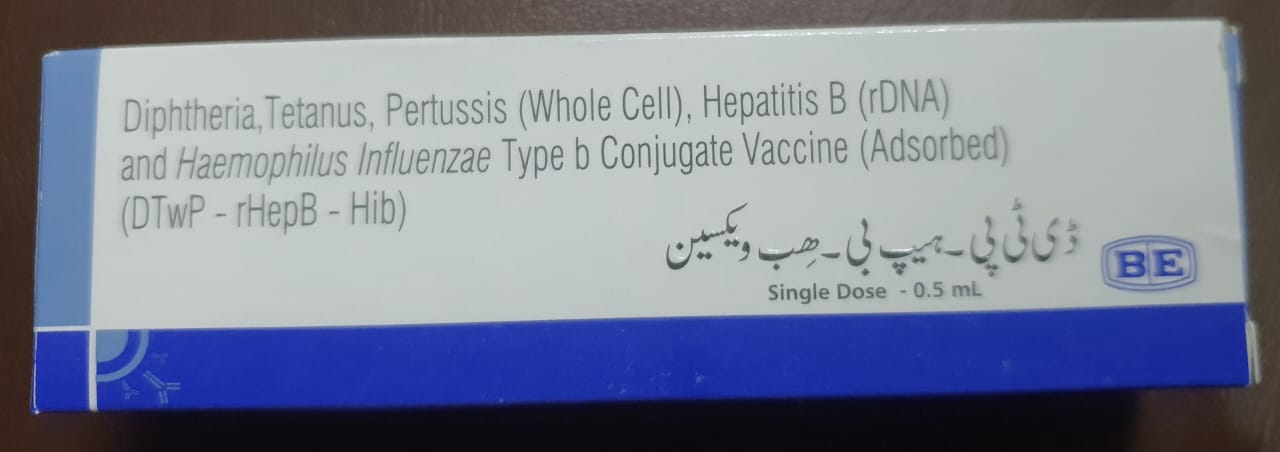 Diphtheria, Tetanus, Pertussis (Whole Cell), Hepatitis B (rDNA)
and Haemophilus Influenzae Type b Conjugate Vaccine (Adsorbed)
(DTwP - rHepB - Hib)
ڈی ٹی پی۔ہیپ بی۔ھِب ویکسین
Single Dose - 0.5 mL
BE